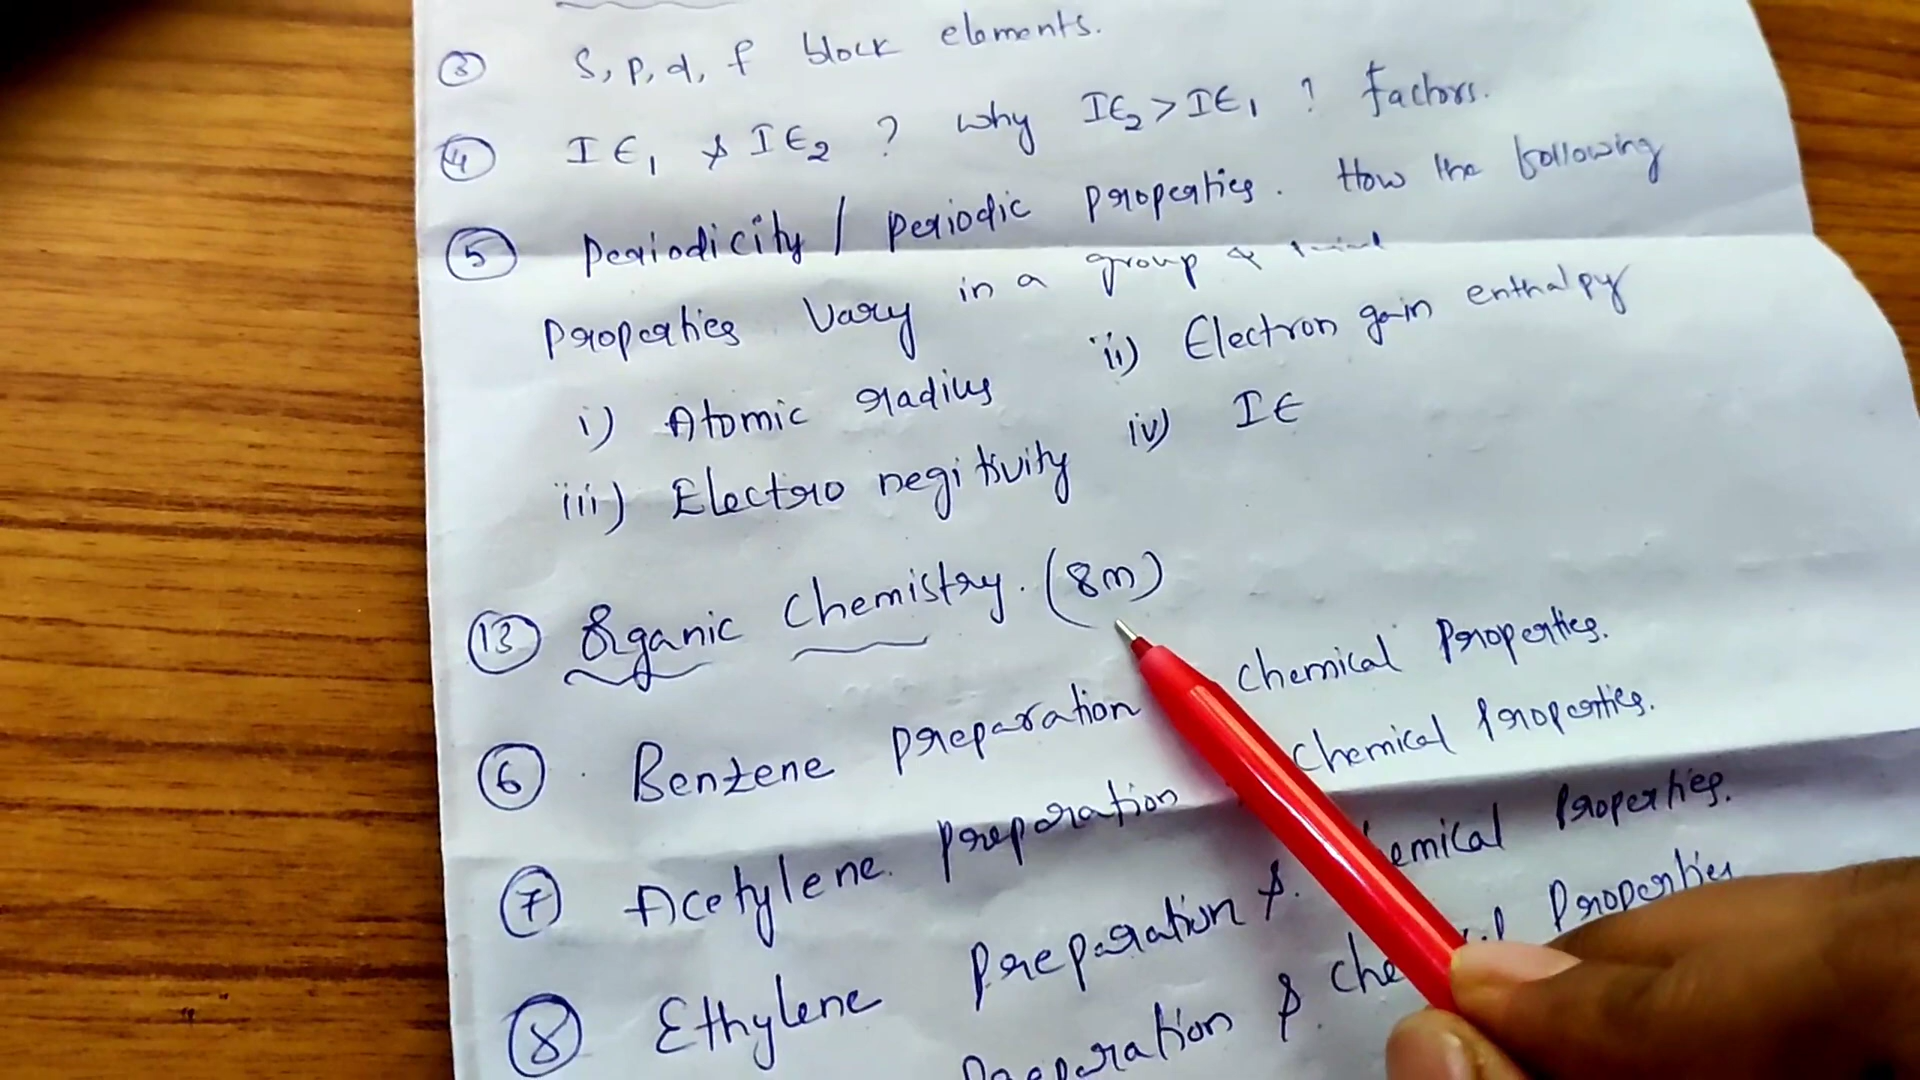 ③ S, p, d, f block elements.
④ IE₁ & IE₂ ? why IE₂ > IE₁ ? factors.
⑤ Periodicity / periodic properties. How the following
Properties Vary in a group &
i) Atomic radius ii) Electron gain enthalpy
iii) Electro negitivity iv) IE
⑬ Organic Chemistry. (8m)
⑥ Benzene preparation chemical Properties.
⑦ Acetylene preparation chemical properties.
⑧ Ethylene preparation & chemical Properties.
Preparation & Properties